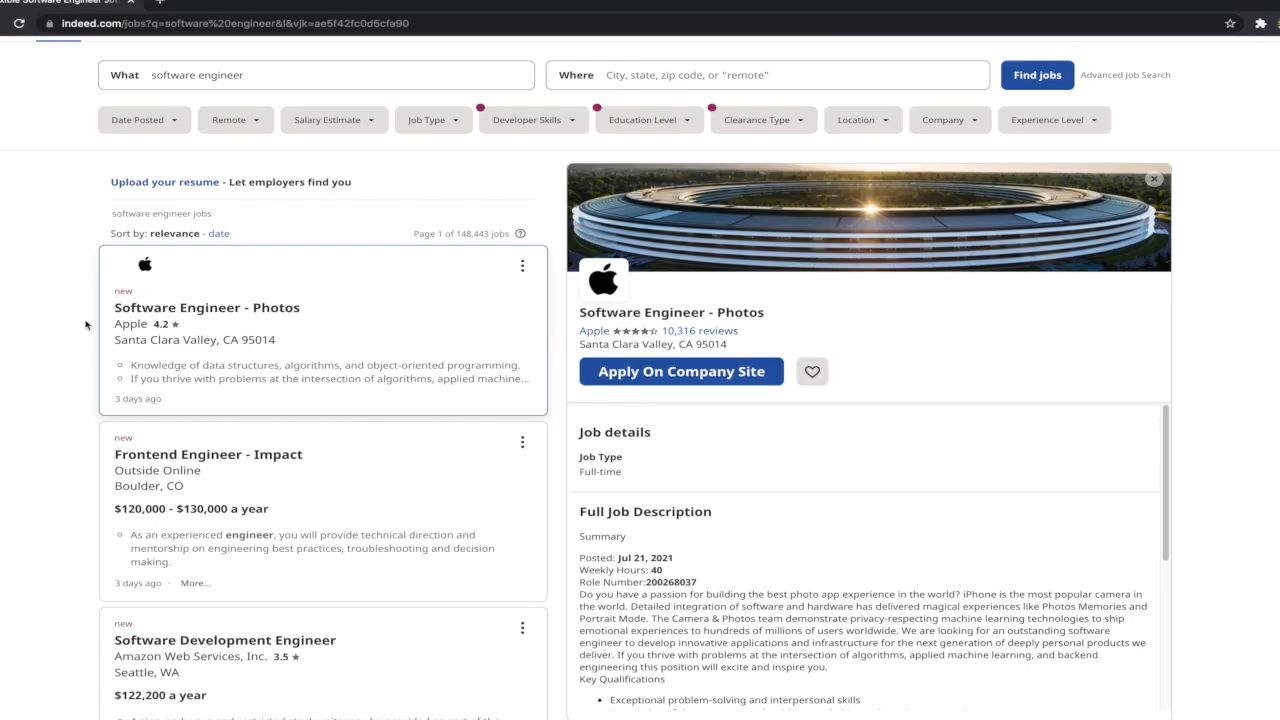 indeed.com/jobs?q=software%20engineer&l&vjk=ae5f42fc0d5cfa90
What software engineer
Where City, state, zip code, or "remote"
Find jobs
Advanced Job Search
Date Posted
Remote
Salary Estimate
Job Type
Developer Skills
Education Level
Clearance Type
Location
Company
Experience Level
Upload your resume - Let employers find you
software engineer jobs
Sort by: relevance - date
Page 1 of 148,443 jobs
new
Software Engineer - Photos
Apple 4.2 ★
Santa Clara Valley, CA 95014
Knowledge of data structures, algorithms, and object-oriented programming.
If you thrive with problems at the intersection of algorithms, applied machine...
3 days ago
new
Frontend Engineer - Impact
Outside Online
Boulder, CO
$120,000 - $130,000 a year
As an experienced engineer, you will provide technical direction and
mentorship on engineering best practices, troubleshooting and decision
making.
3 days ago · More...
new
Software Development Engineer
Amazon Web Services, Inc. 3.5 ★
Seattle, WA
$122,200 a year
Software Engineer - Photos
Apple 10,316 reviews
Santa Clara Valley, CA 95014
Apply On Company Site
Job details
Job Type
Full-time
Full Job Description
Summary
Posted: Jul 21, 2021
Weekly Hours: 40
Role Number:200268037
Do you have a passion for building the best photo app experience in the world? iPhone is the most popular camera in
the world. Detailed integration of software and hardware has delivered magical experiences like Photos Memories and
Portrait Mode. The Camera & Photos team demonstrate privacy-respecting machine learning technologies to ship
emotional experiences to hundreds of millions of users worldwide. We are looking for an outstanding software
engineer to develop innovative applications and infrastructure for the next generation of deeply personal products we
deliver. If you thrive with problems at the intersection of algorithms, applied machine learning, and backend
engineering this position will excite and inspire you.
Key Qualifications
Exceptional problem-solving and interpersonal skills